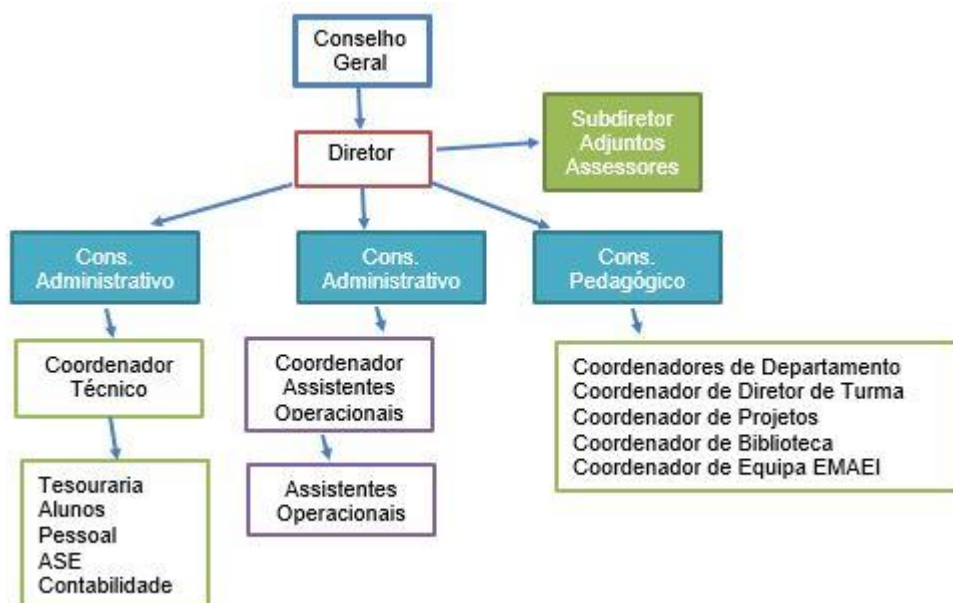 Conselho
Geral
Subdiretor
Adjuntos
Assessores
Diretor
Cons.
Administrativo
Cons.
Administrativo
Cons.
Pedagógico
Coordenador
Técnico
Coordenador
Assistentes
Operacionais
Coordenadores de Departamento
Coordenador de Diretor de Turma
Coordenador de Projetos
Coordenador de Biblioteca
Coordenador de Equipa EMAEI
Tesouraria
Alunos
Pessoal
ASE
Contabilidade
Assistentes
Operacionais